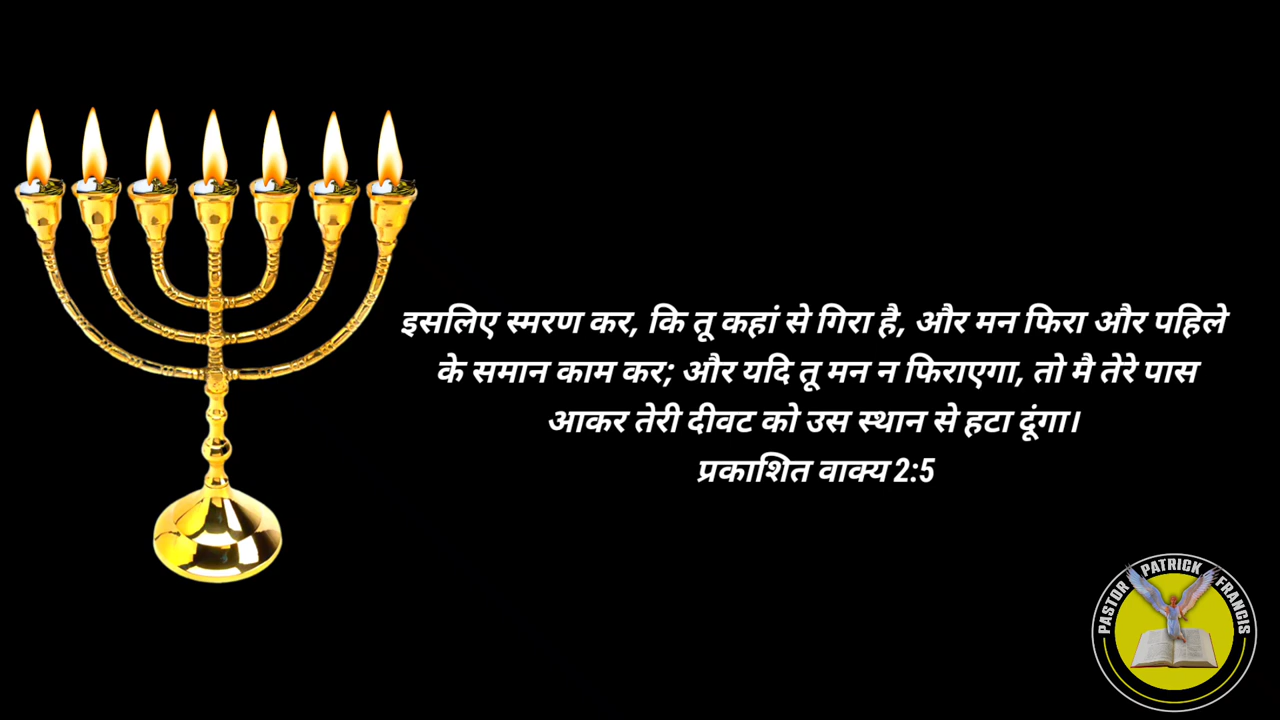 इसलिए स्मरण कर, कि तू कहां से गिरा है, और मन फिरा और पहिले
के समान काम कर; और यदि तू मन न फिराएगा, तो मै तेरे पास
आकर तेरी दीवट को उस स्थान से हटा दूंगा।
प्रकाशित वाक्य 2:5
PASTOR PATRICK FRANCIS